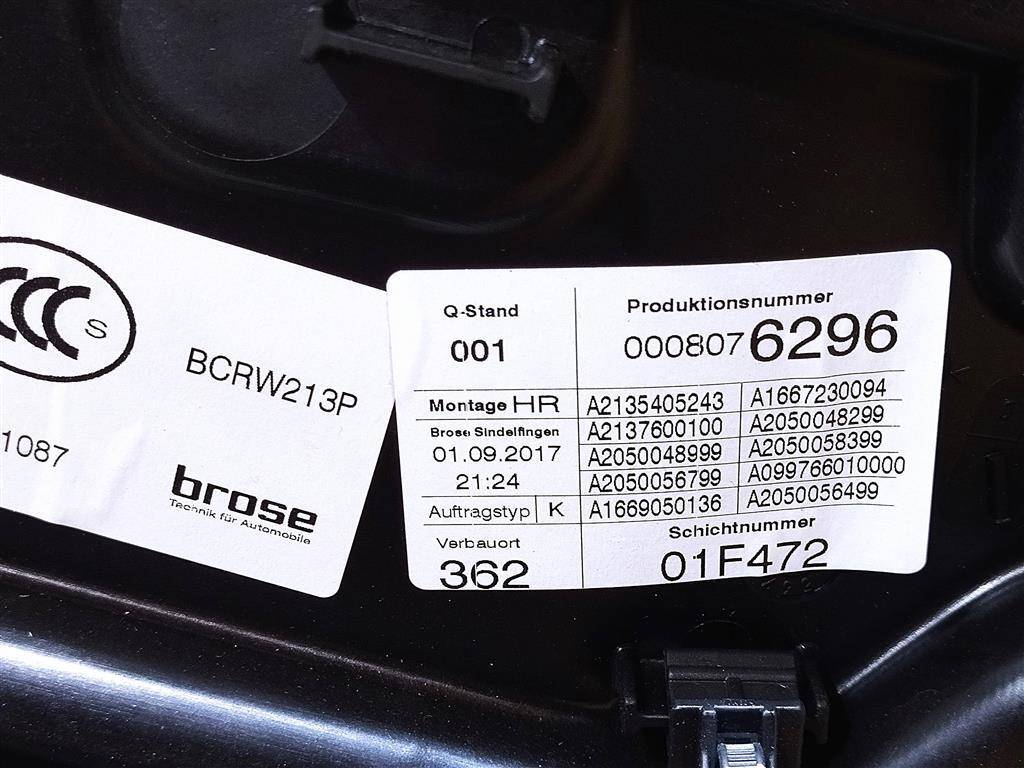 CCC
S
BCRW213P
1087
brose
Technik für Automobile
Q-Stand
001
Produktionsnummer
0008076296
Montage HR
Brose Sindelfingen
01.09.2017
21:24
Auftragstyp K
A2135405243 A1667230094
A2137600100 A2050048299
A2050048999 A2050058399
A2050056799 A099766010000
A1669050136 A2050056499
Verbauort
362
Schichtnummer
01F472